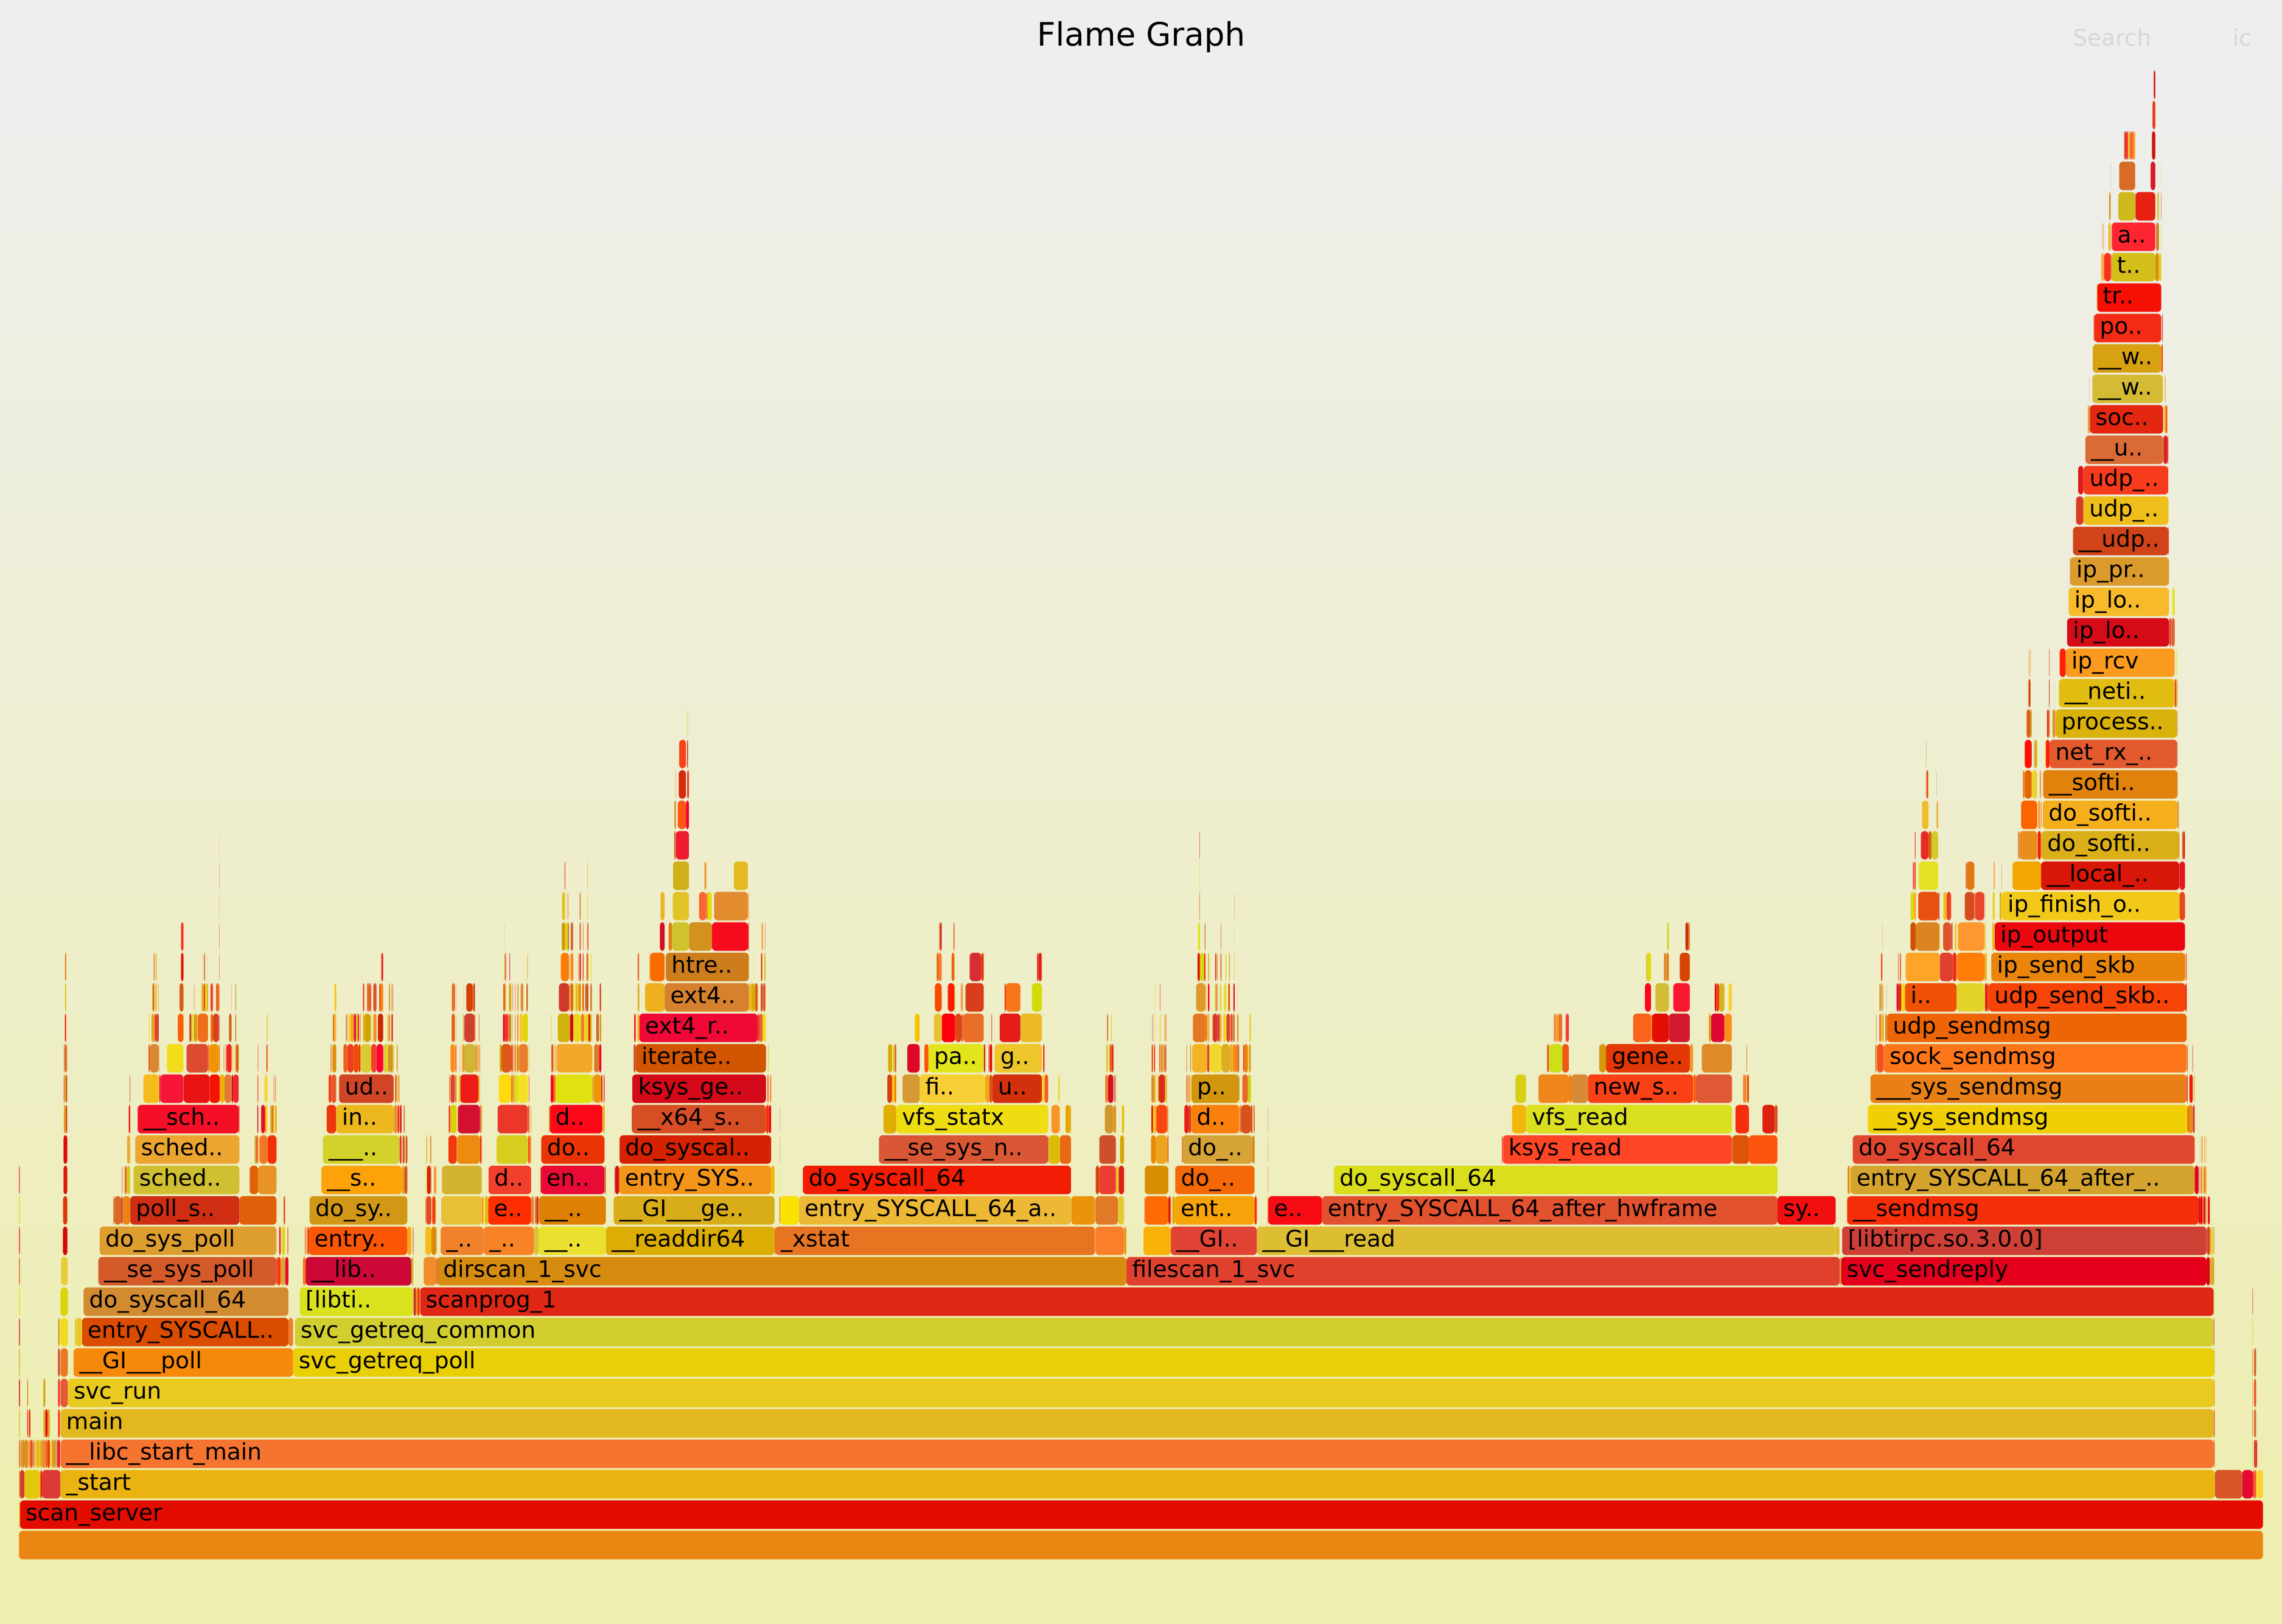 Flame Graph
Search ic
a..
t..
tr..
po..
__w..
__w..
soc..
__u..
udp_..
udp_..
__udp..
ip_pr..
ip_lo..
ip_lo..
ip_rcv
__neti..
process..
net_rx_..
__softi..
do_softi..
do_softi..
__local_..
ip_finish_o..
ip_output
htre.. ip_send_skb
ext4.. i.. udp_send_skb..
ext4_r.. udp_sendmsg
iterate.. pa.. g.. gene.. sock_sendmsg
ud.. ksys_ge.. fi.. u.. p.. new_s.. ___sys_sendmsg
__sch.. in.. d.. __x64_s.. vfs_statx d.. vfs_read __sys_sendmsg
sched.. ___.. do.. do_syscal.. __se_sys_n.. do_.. ksys_read do_syscall_64
sched.. __s.. d.. en.. entry_SYS.. do_syscall_64 do_.. do_syscall_64 entry_SYSCALL_64_after_..
poll_s.. do_sy.. e.. __.. __GI___ge.. entry_SYSCALL_64_a.. ent.. e.. entry_SYSCALL_64_after_hwframe sy.. __sendmsg
do_sys_poll entry.. _.. _.. __.. __readdir64 _xstat __GI.. __GI___read [libtirpc.so.3.0.0]
__se_sys_poll __lib.. dirscan_1_svc filescan_1_svc svc_sendreply
do_syscall_64 [libti.. scanprog_1
entry_SYSCALL.. svc_getreq_common
__GI___poll svc_getreq_poll
svc_run
main
__libc_start_main
_start
scan_server